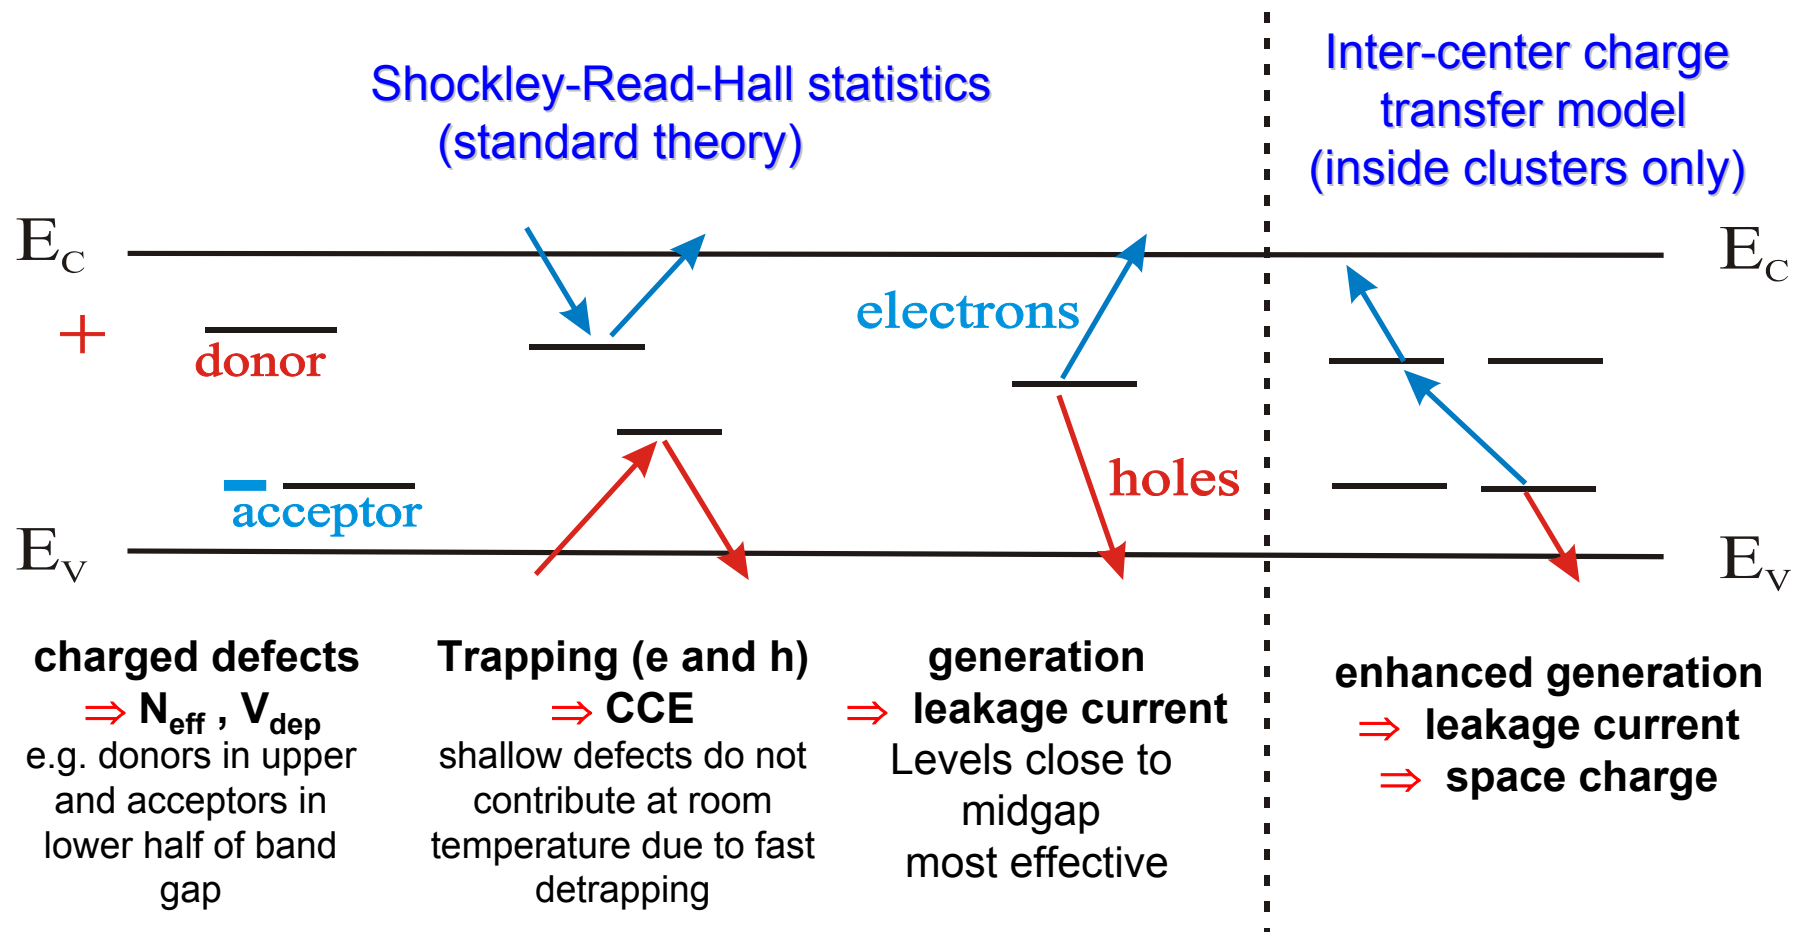 Shockley-Read-Hall statistics
(standard theory)
Inter-center charge
transfer model
(inside clusters only)
E_C
E_C
+
donor
electrons
holes
acceptor
E_V
E_V
charged defects
⇒ N_eff , V_dep
e.g. donors in upper
and acceptors in
lower half of band
gap
Trapping (e and h)
⇒ CCE
shallow defects do not
contribute at room
temperature due to fast
detrapping
generation
⇒ leakage current
Levels close to
midgap
most effective
enhanced generation
⇒ leakage current
⇒ space charge